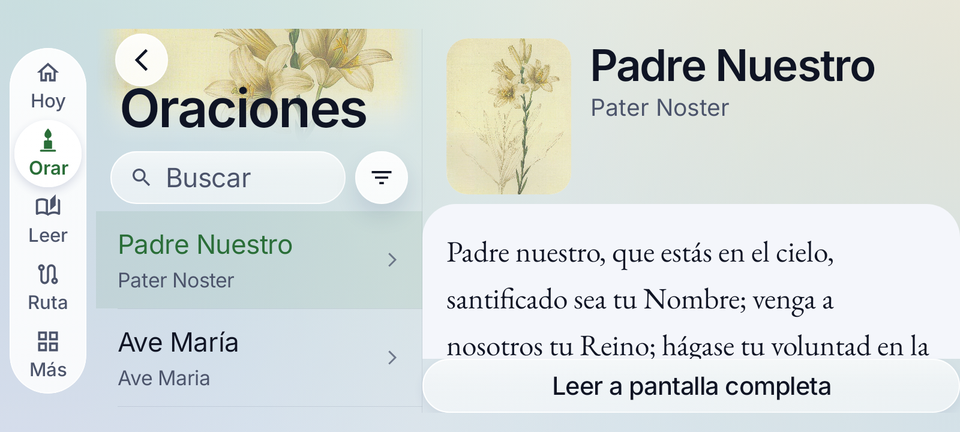 Hoy
Orar
Leer
Ruta
Más
Oraciones
Buscar
Padre Nuestro
Pater Noster
Ave María
Ave Maria
Padre Nuestro
Pater Noster
Padre nuestro, que estás en el cielo,
santificado sea tu Nombre; venga a
nosotros tu Reino; hágase tu voluntad en la
Leer a pantalla completa